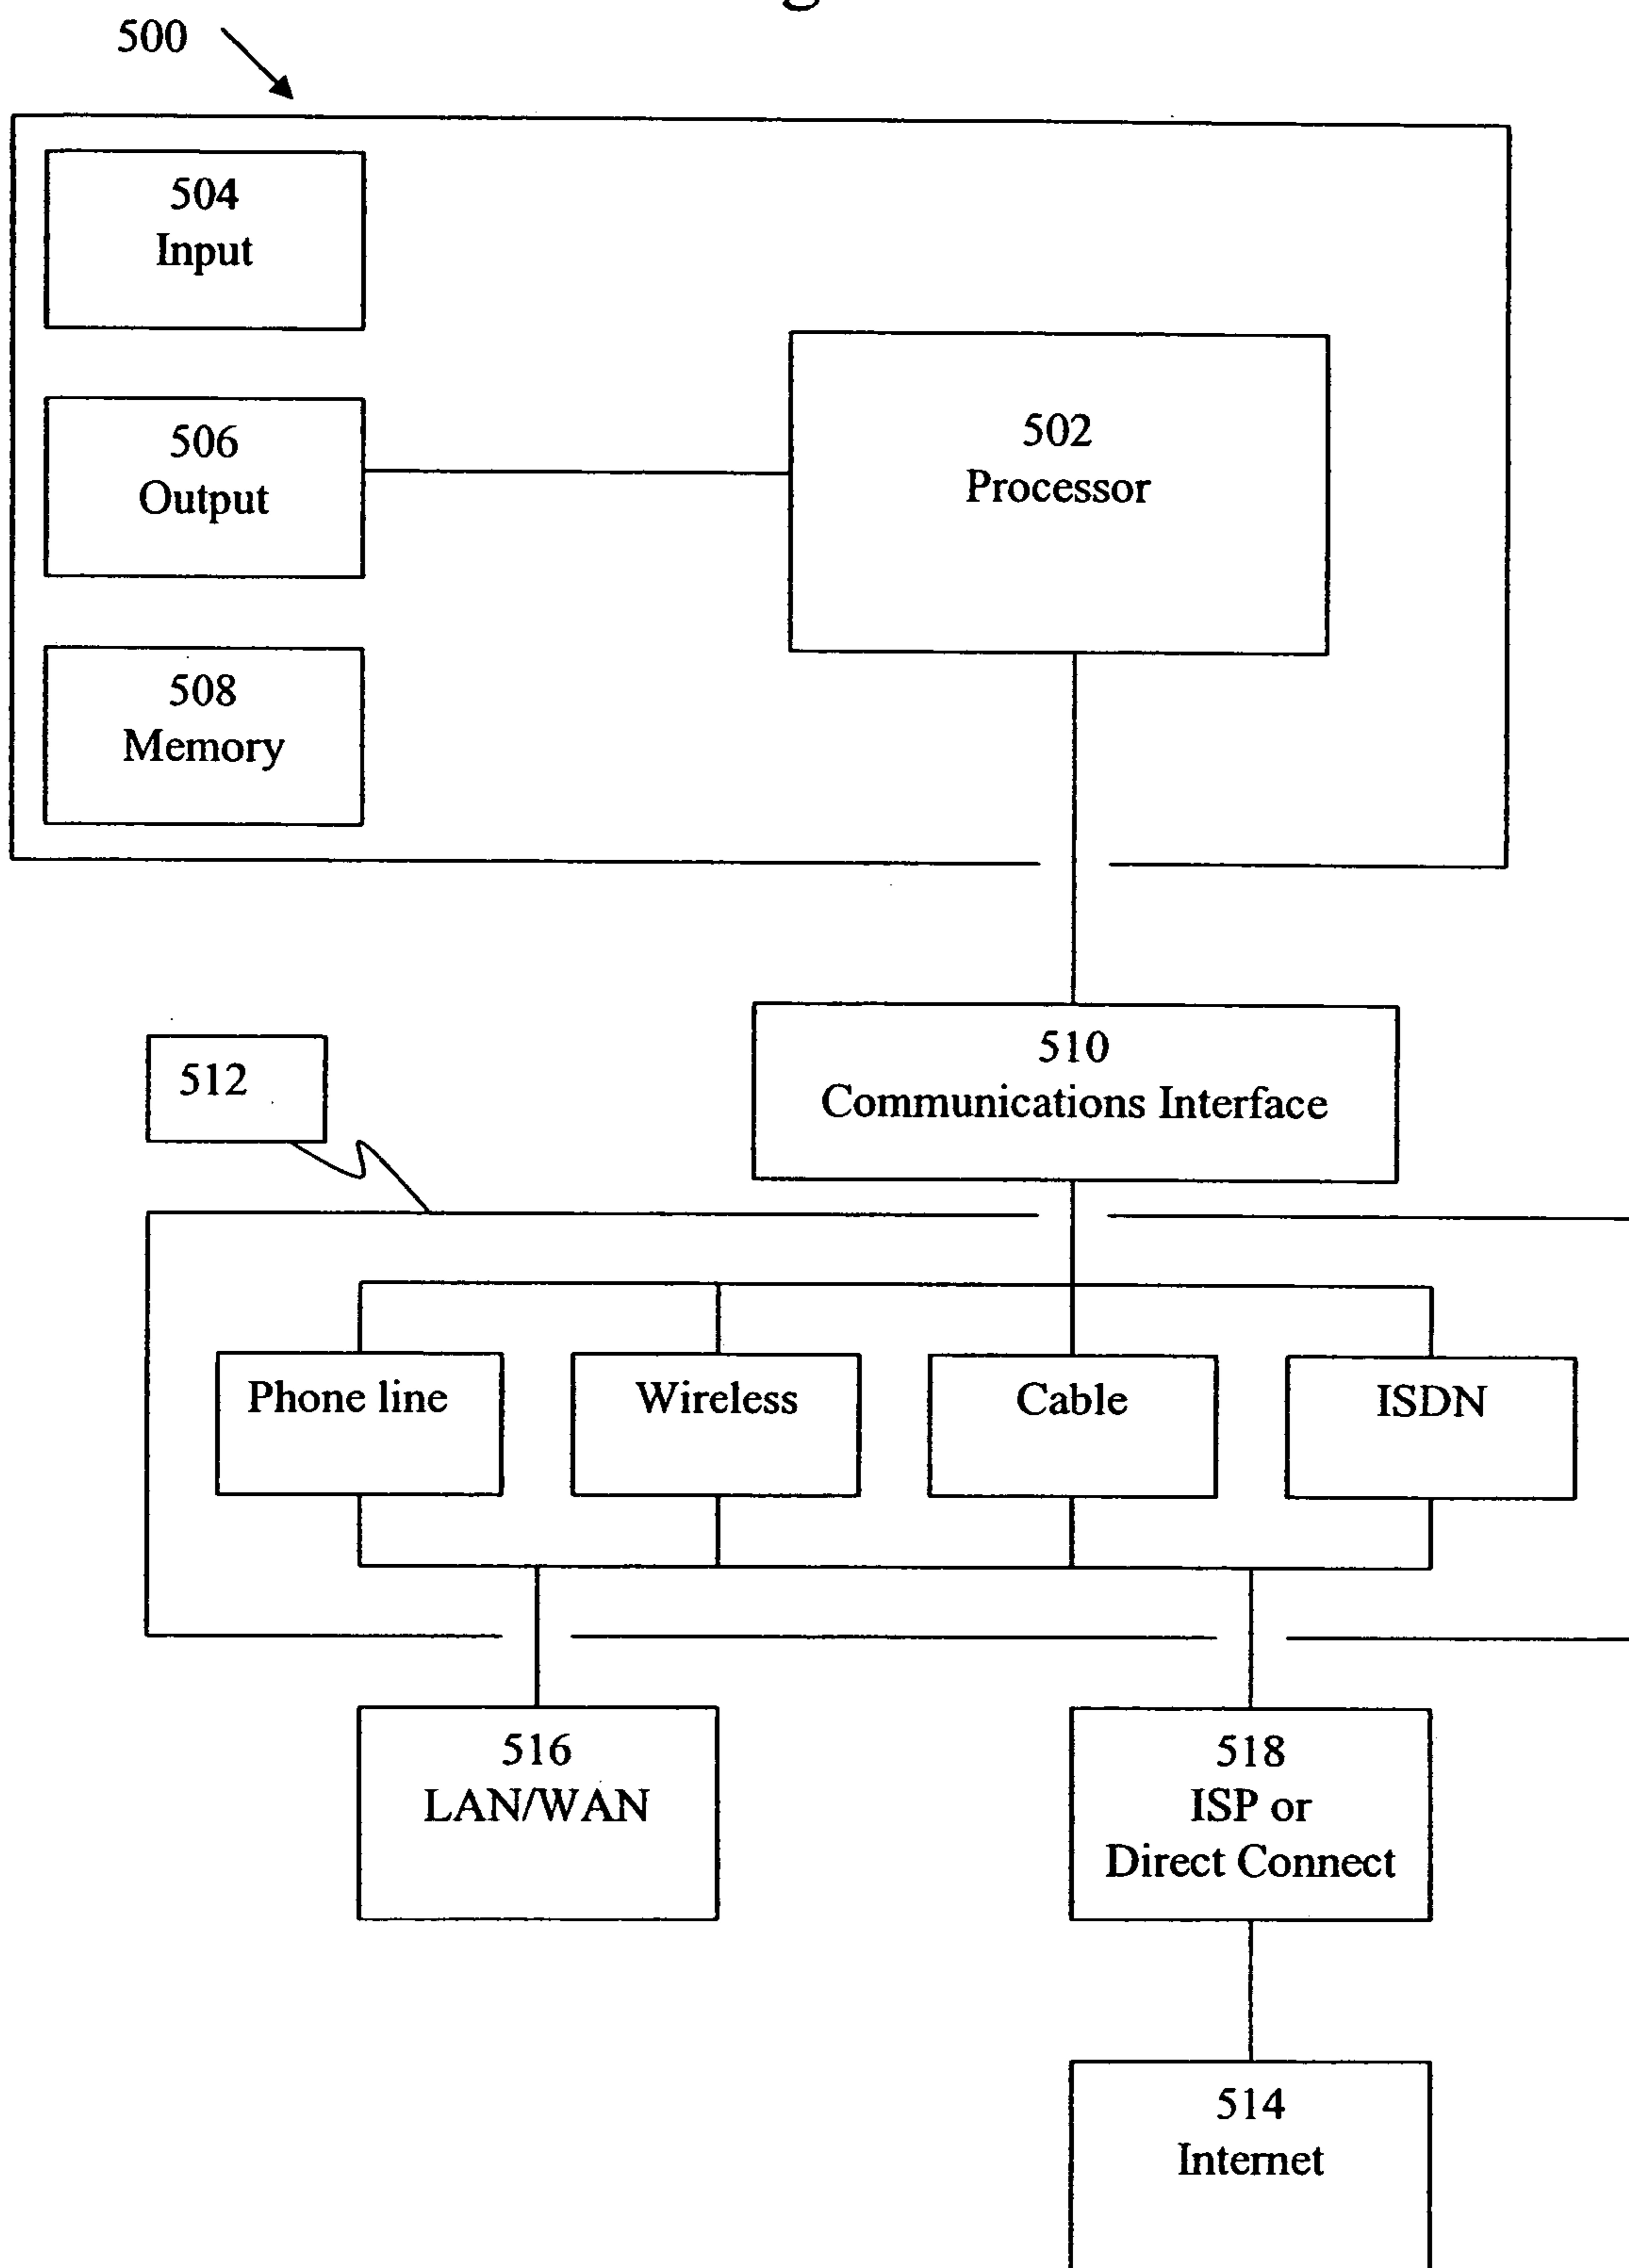 500
504
Input
506
Output
502
Processor
508
Memory
510
Communications Interface
512
Phone line
Wireless
Cable
ISDN
516
LAN/WAN
518
ISP or
Direct Connect
514
Internet